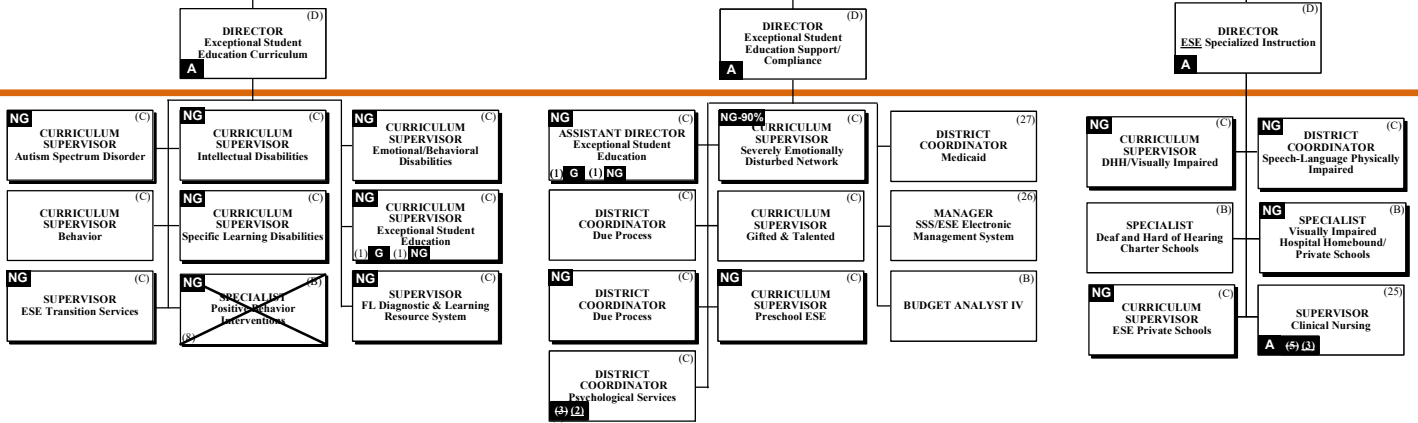 (D)
DIRECTOR
Exceptional Student
Education Curriculum
A
(D)
DIRECTOR
Exceptional Student
Education Support/
Compliance
A
(D)
DIRECTOR
ESE Specialized Instruction
A
NG (C)
CURRICULUM
SUPERVISOR
Autism Spectrum Disorder
NG (C)
CURRICULUM
SUPERVISOR
Intellectual Disabilities
NG (C)
CURRICULUM
SUPERVISOR
Emotional/Behavioral
Disabilities
(C)
CURRICULUM
SUPERVISOR
Behavior
NG (C)
CURRICULUM
SUPERVISOR
Specific Learning Disabilities
NG (C)
CURRICULUM
SUPERVISOR
Exceptional Student
Education
(1) G (1) NG
NG (C)
SUPERVISOR
ESE Transition Services
NG (B)
SPECIALIST
Positive Behavior
Interventions
(8)
NG (C)
SUPERVISOR
FL Diagnostic & Learning
Resource System
NG (C)
ASSISTANT DIRECTOR
Exceptional Student
Education
(1) G (1) NG
NG-90% (C)
CURRICULUM
SUPERVISOR
Severely Emotionally
Disturbed Network
(27)
DISTRICT
COORDINATOR
Medicaid
(C)
DISTRICT
COORDINATOR
Due Process
(C)
CURRICULUM
SUPERVISOR
Gifted & Talented
(26)
MANAGER
SSS/ESE Electronic
Management System
NG (C)
DISTRICT
COORDINATOR
Due Process
NG (C)
CURRICULUM
SUPERVISOR
Preschool ESE
(B)
BUDGET ANALYST IV
(C)
DISTRICT
COORDINATOR
Psychological Services
(3) (2)
NG (C)
CURRICULUM
SUPERVISOR
DHH/Visually Impaired
NG (C)
DISTRICT
COORDINATOR
Speech-Language Physically
Impaired
(B)
SPECIALIST
Deaf and Hard of Hearing
Charter Schools
NG (B)
SPECIALIST
Visually Impaired
Hospital Homebound/
Private Schools
NG (C)
CURRICULUM
SUPERVISOR
ESE Private Schools
(25)
SUPERVISOR
Clinical Nursing
A (5) (3)